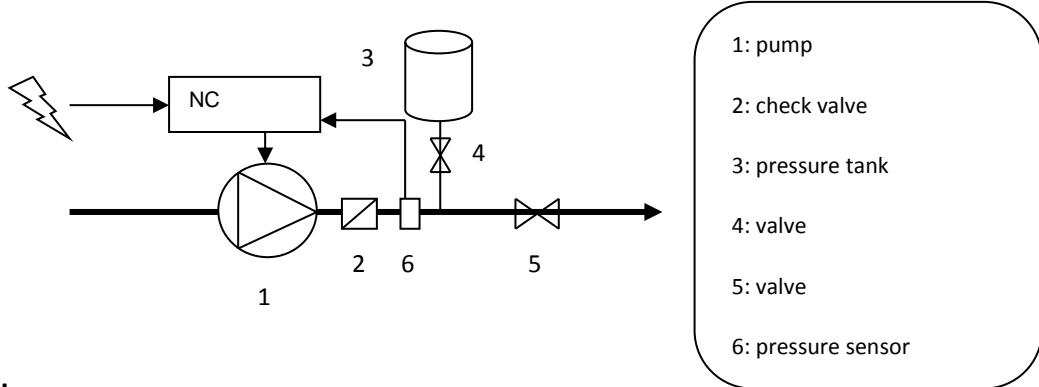 3
NC
4
2
6
5
1
1: pump
2: check valve
3: pressure tank
4: valve
5: valve
6: pressure sensor
.